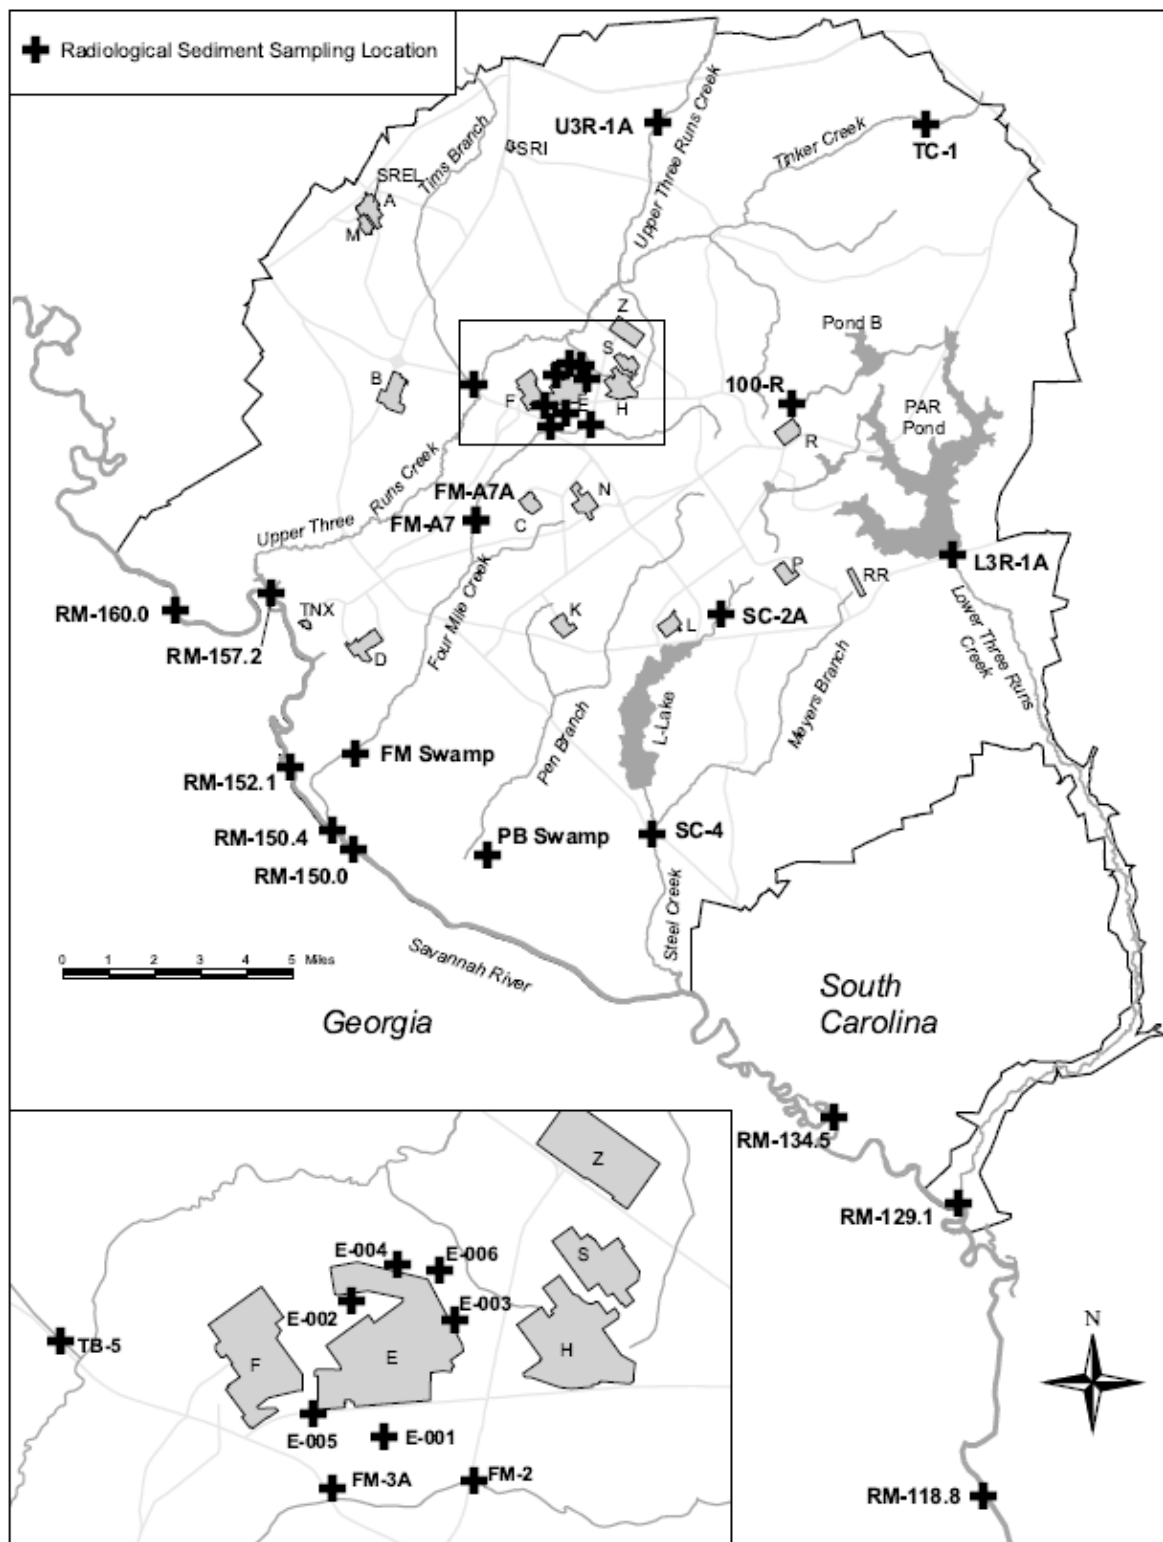 Radiological Sediment Sampling Location
U3R-1A
Upper Three Runs Creek
Tinker Creek
TC-1
Tims Branch
SRI
SREL
A
M
Z
S
Pond B
B
F
E
H
100-R
R
PAR
Pond
Upper Three
Runs Creek
FM-A7A
FM-A7
C
N
L3R-1A
P
RR
RM-160.0
TNX
RM-157.2
D
Four Mile Creek
K
L
SC-2A
Lower Three Runs
Creek
Meyers Branch
L-Lake
Pen Branch
FM Swamp
RM-152.1
RM-150.4
RM-150.0
PB Swamp
SC-4
Steel Creek
Savannah River
0 1 2 3 4 5 Miles
Georgia
South
Carolina
RM-134.5
RM-129.1
RM-118.8
N
Z
S
E-004
E-006
E-002
E-003
TB-5
F
E
H
E-005
E-001
FM-3A
FM-2